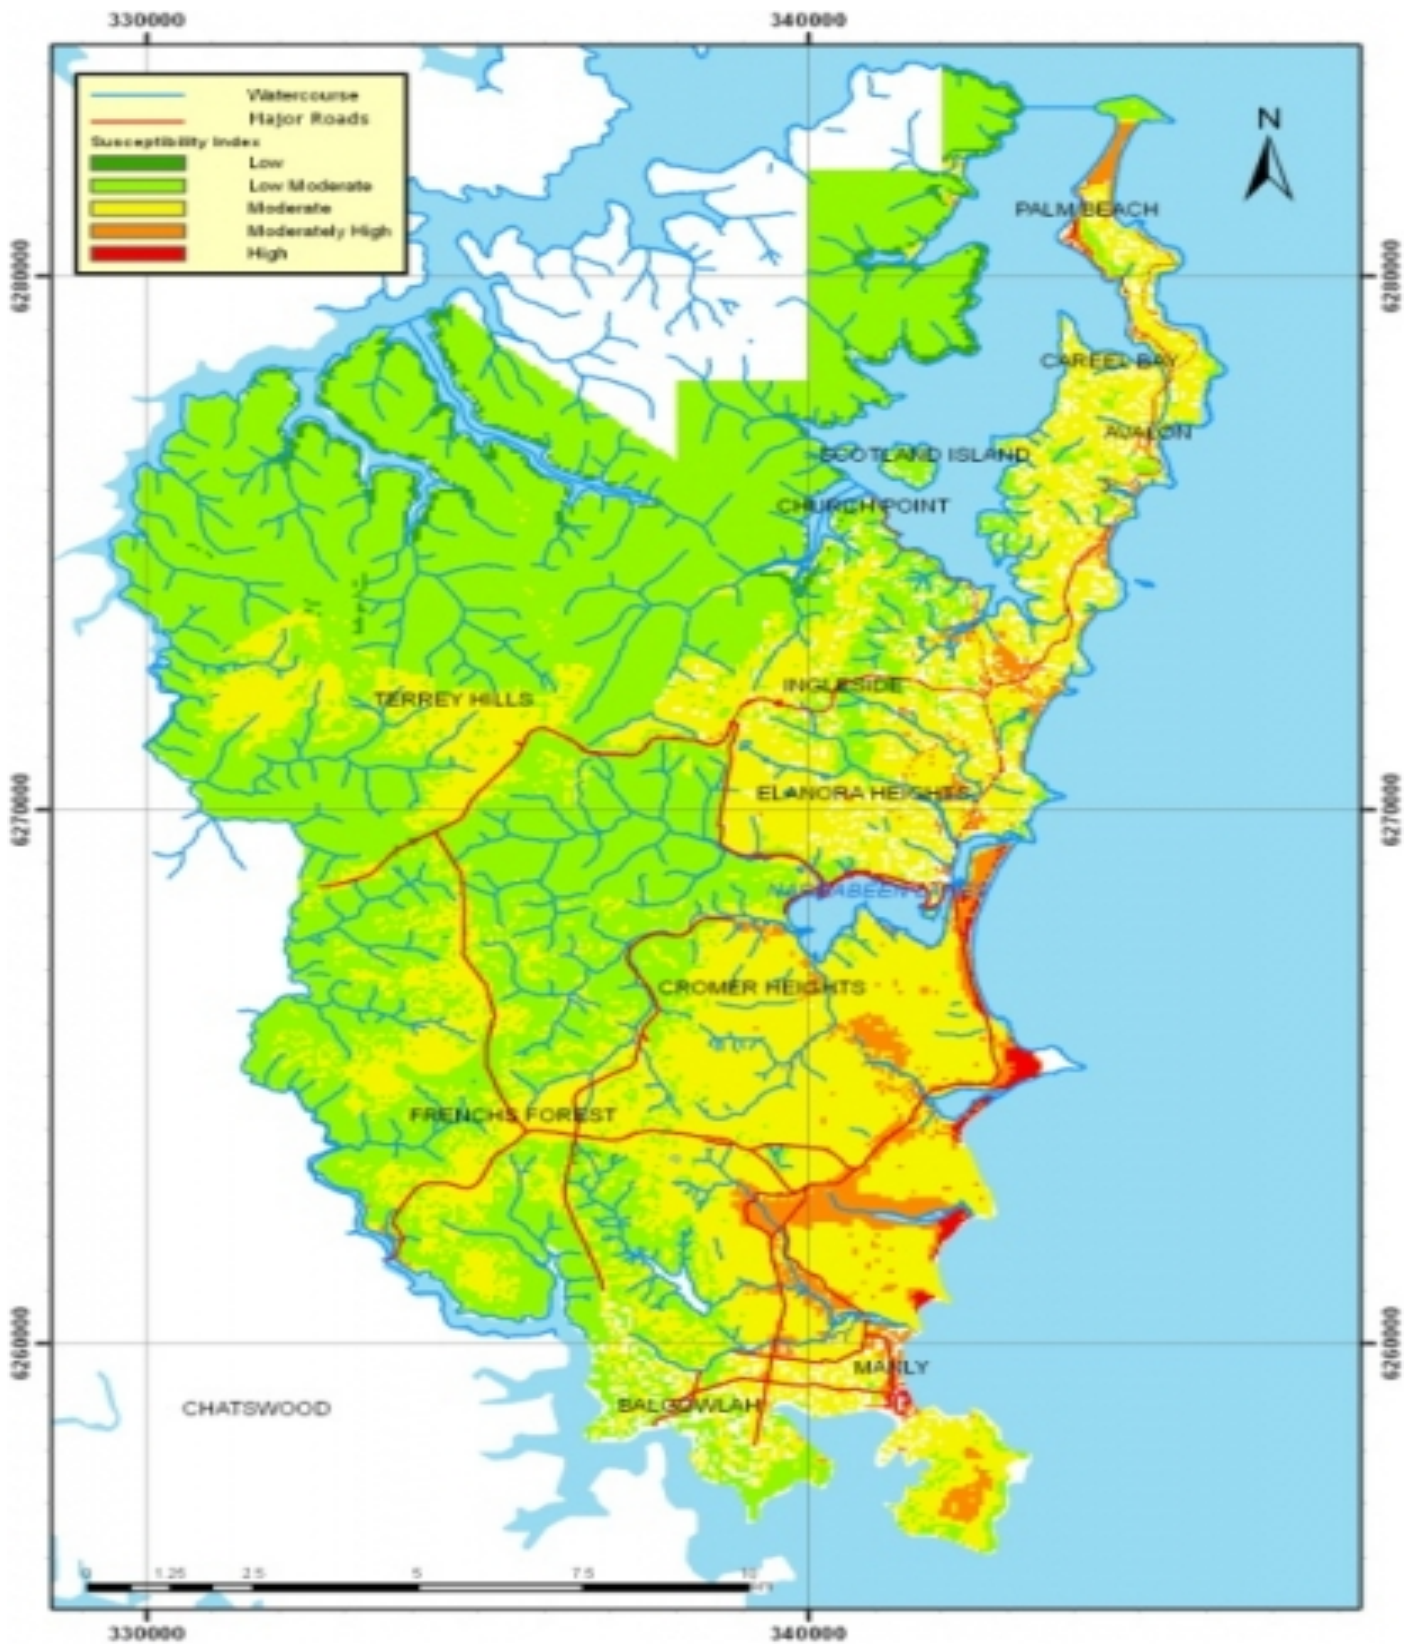 330000
340000
Watercourse
Major Roads
Susceptibility Index
Low
Low Moderate
Moderate
Moderately High
High
N
PALM BEACH
6280000
6280000
CAREEL BAY
AVALON
SCOTLAND ISLAND
CHURCH POINT
INGLESIDE
TERREY HILLS
ELANORA HEIGHTS
6270000
6270000
NARRABEEN
CROMER HEIGHTS
FRENCHS FOREST
6260000
6260000
MANLY
BALGOWLAH
CHATSWOOD
0 1.25 2.5 5 7.5 10
330000
340000